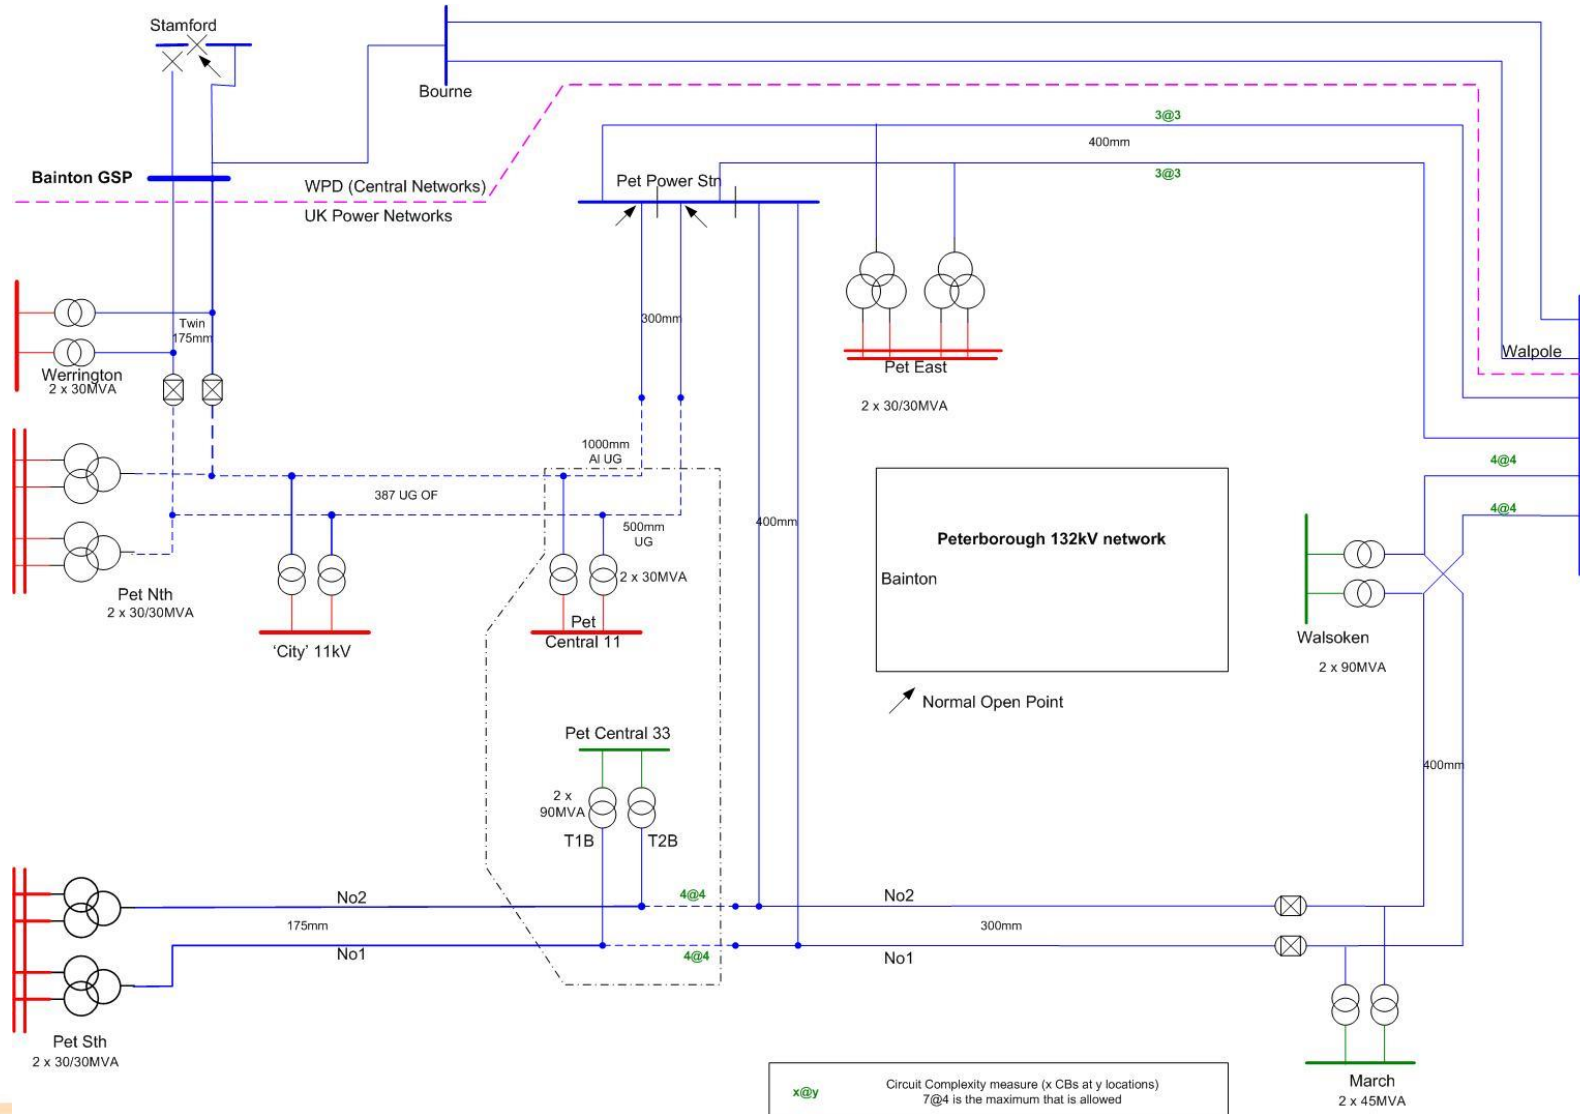 Stamford
Bourne
3@3
400mm
Bainton GSP
WPD (Central Networks)
Pet Power Stn
3@3
UK Power Networks
300mm
Twin
175mm
Walpole
Werrington
2 x 30MVA
Pet East
2 x 30/30MVA
1000mm
Al UG
4@4
387 UG OF
4@4
500mm
UG
400mm
Peterborough 132kV network
2 x 30MVA
Bainton
Pet Nth
2 x 30/30MVA
Pet
Central 11
'City' 11kV
Walsoken
2 x 90MVA
Normal Open Point
Pet Central 33
400mm
2 x
90MVA
T1B
T2B
No2
4@4
No2
175mm
300mm
No1
4@4
No1
Pet Sth
2 x 30/30MVA
March
2 x 45MVA
x@y
Circuit Complexity measure (x CBs at y locations)
7@4 is the maximum that is allowed